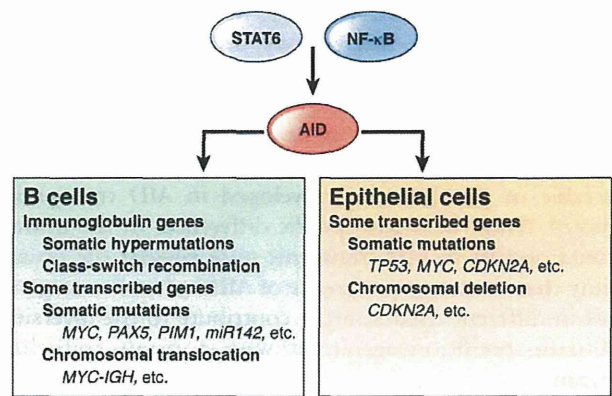 STAT6
NF-κB
AID
B cells
Immunoglobulin genes
Somatic hypermutations
Class-switch recombination
Some transcribed genes
Somatic mutations
MYC, PAX5, PIM1, miR142, etc.
Chromosomal translocation
MYC-IGH, etc.
Epithelial cells
Some transcribed genes
Somatic mutations
TP53, MYC, CDKN2A, etc.
Chromosomal deletion
CDKN2A, etc.